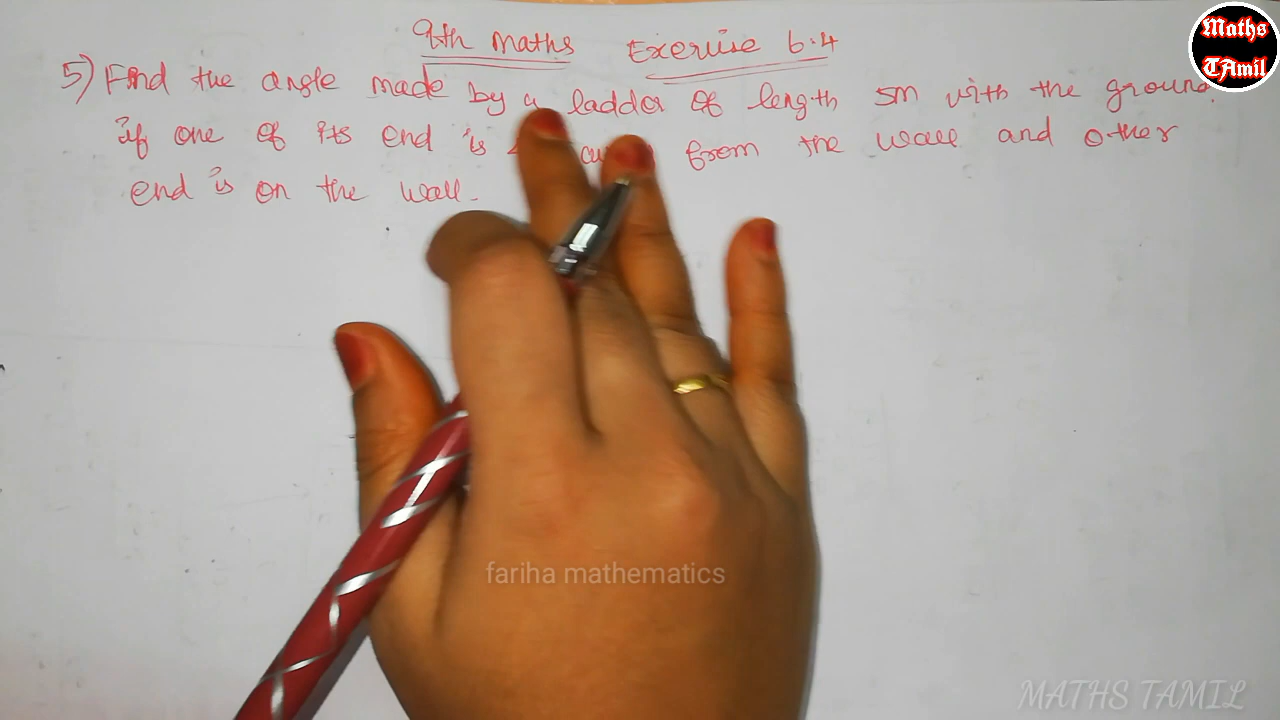 9th Maths Exercise 6.4
Maths
TAmil
5) Find the angle made by a ladder of length 5m with the ground
if one of its end is from the wall and other
end is on the wall.
fariha mathematics
MATHS TAMIL